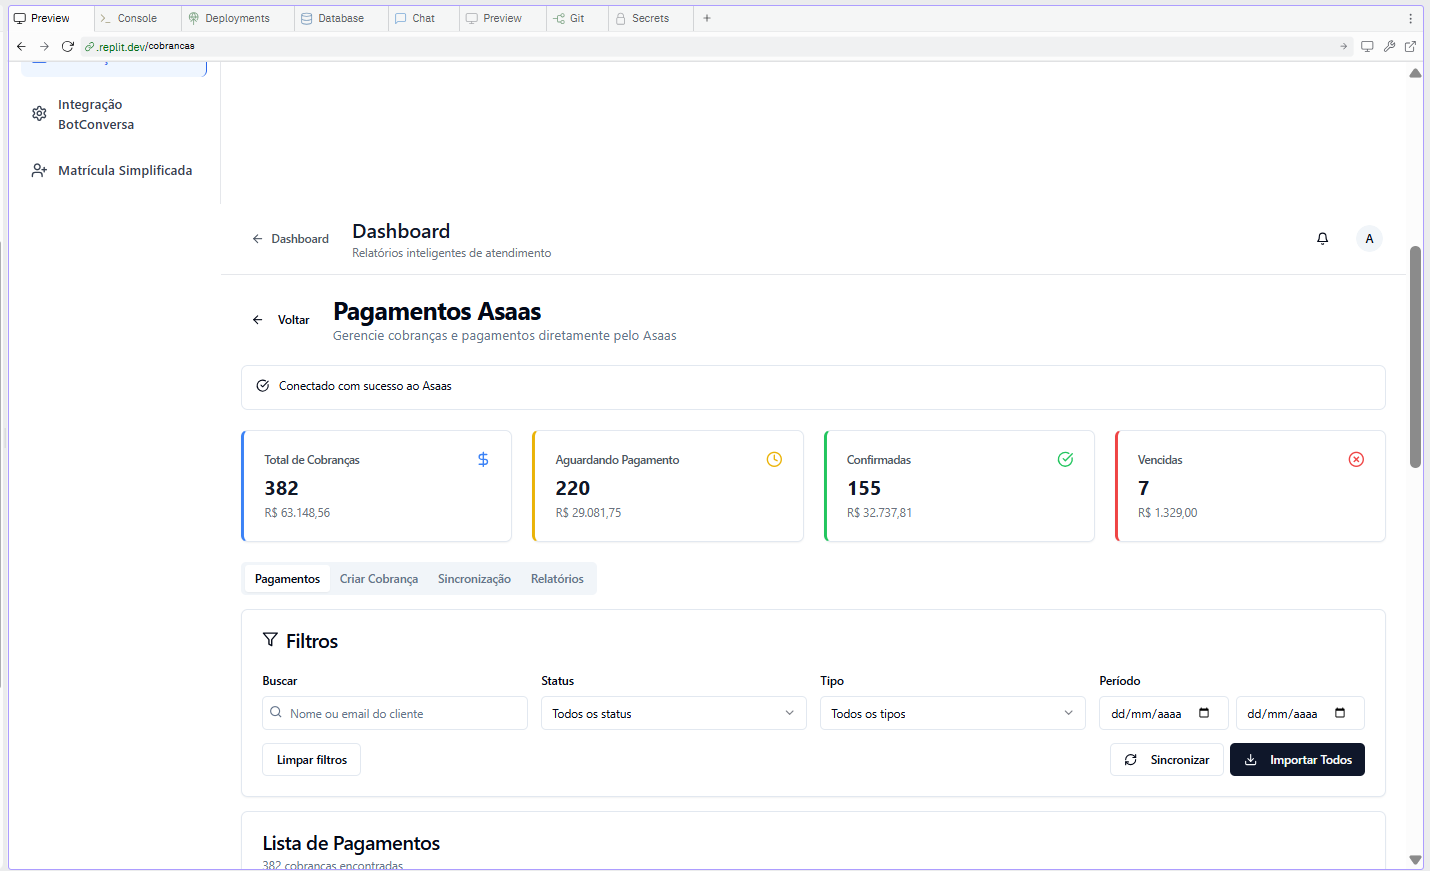 Preview
Console
Deployments
Database
Chat
Preview
Git
Secrets
.replit.dev/cobrancas
Integração
BotConversa
Matrícula Simplificada
Dashboard
Dashboard
Relatórios inteligentes de atendimento
A
Voltar
Pagamentos Asaas
Gerencie cobranças e pagamentos diretamente pelo Asaas
Conectado com sucesso ao Asaas
Total de Cobranças
382
R$ 63.148,56
Aguardando Pagamento
220
R$ 29.081,75
Confirmadas
155
R$ 32.737,81
Vencidas
7
R$ 1.329,00
Pagamentos
Criar Cobrança
Sincronização
Relatórios
Filtros
Buscar
Nome ou email do cliente
Status
Todos os status
Tipo
Todos os tipos
Período
dd/mm/aaaa
dd/mm/aaaa
Limpar filtros
Sincronizar
Importar Todos
Lista de Pagamentos
382 cobranças encontradas